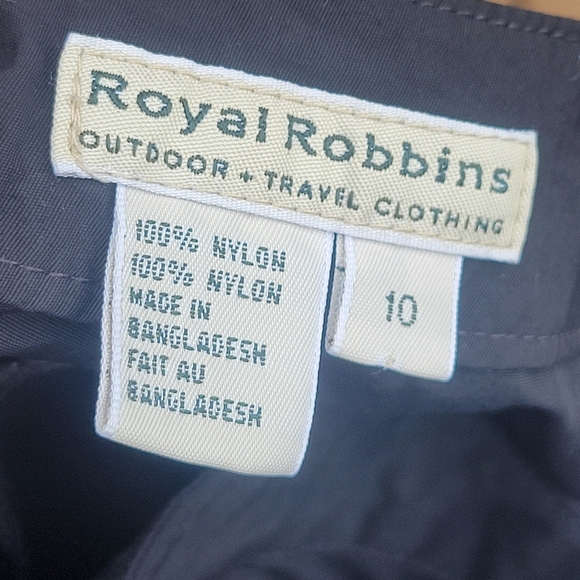 Royal Robbins
OUTDOOR + TRAVEL CLOTHING
100% NYLON
100% NYLON
MADE IN
BANGLADESH
FAIT AU
BANGLADESH
10